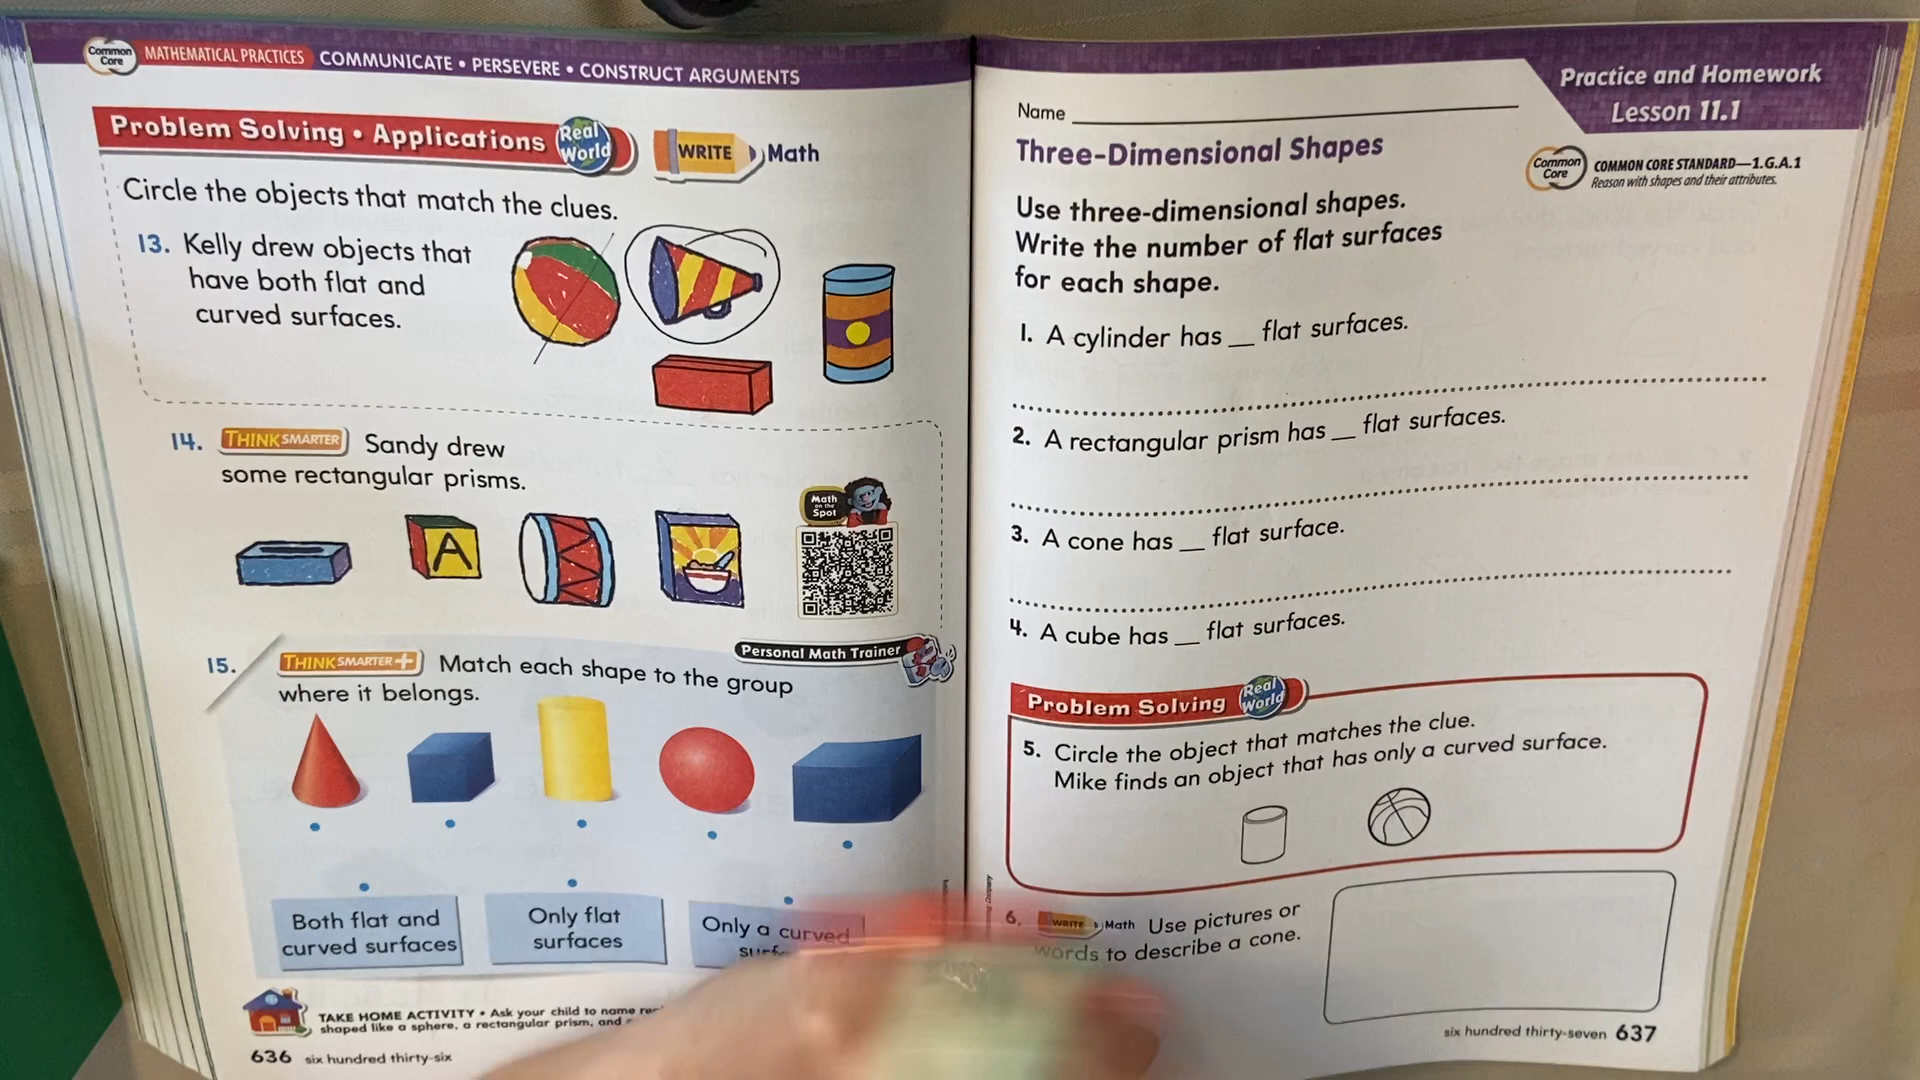 Common Core MATHEMATICAL PRACTICES COMMUNICATE • PERSEVERE • CONSTRUCT ARGUMENTS
Problem Solving • Applications Real World WRITE Math
Circle the objects that match the clues.
13. Kelly drew objects that
have both flat and
curved surfaces.
14. THINK SMARTER Sandy drew
some rectangular prisms.
Math on the Spot
A
Personal Math Trainer
15. THINK SMARTER + Match each shape to the group
where it belongs.
Both flat and
curved surfaces
Only flat
surfaces
Only a curved
TAKE HOME ACTIVITY • Ask your child to name
shaped like a sphere, a rectangular prism, and
636 six hundred thirty-six
Practice and Homework
Lesson 11.1
Name
Three-Dimensional Shapes
Common Core COMMON CORE STANDARD—1.G.A.1
Reason with shapes and their attributes.
Use three-dimensional shapes.
Write the number of flat surfaces
for each shape.
1. A cylinder has __ flat surfaces.
2. A rectangular prism has __ flat surfaces.
3. A cone has __ flat surface.
4. A cube has __ flat surfaces.
Problem Solving Real World
5. Circle the object that matches the clue.
Mike finds an object that has only a curved surface.
6. WRITE Math Use pictures or
words to describe a cone.
six hundred thirty-seven 637